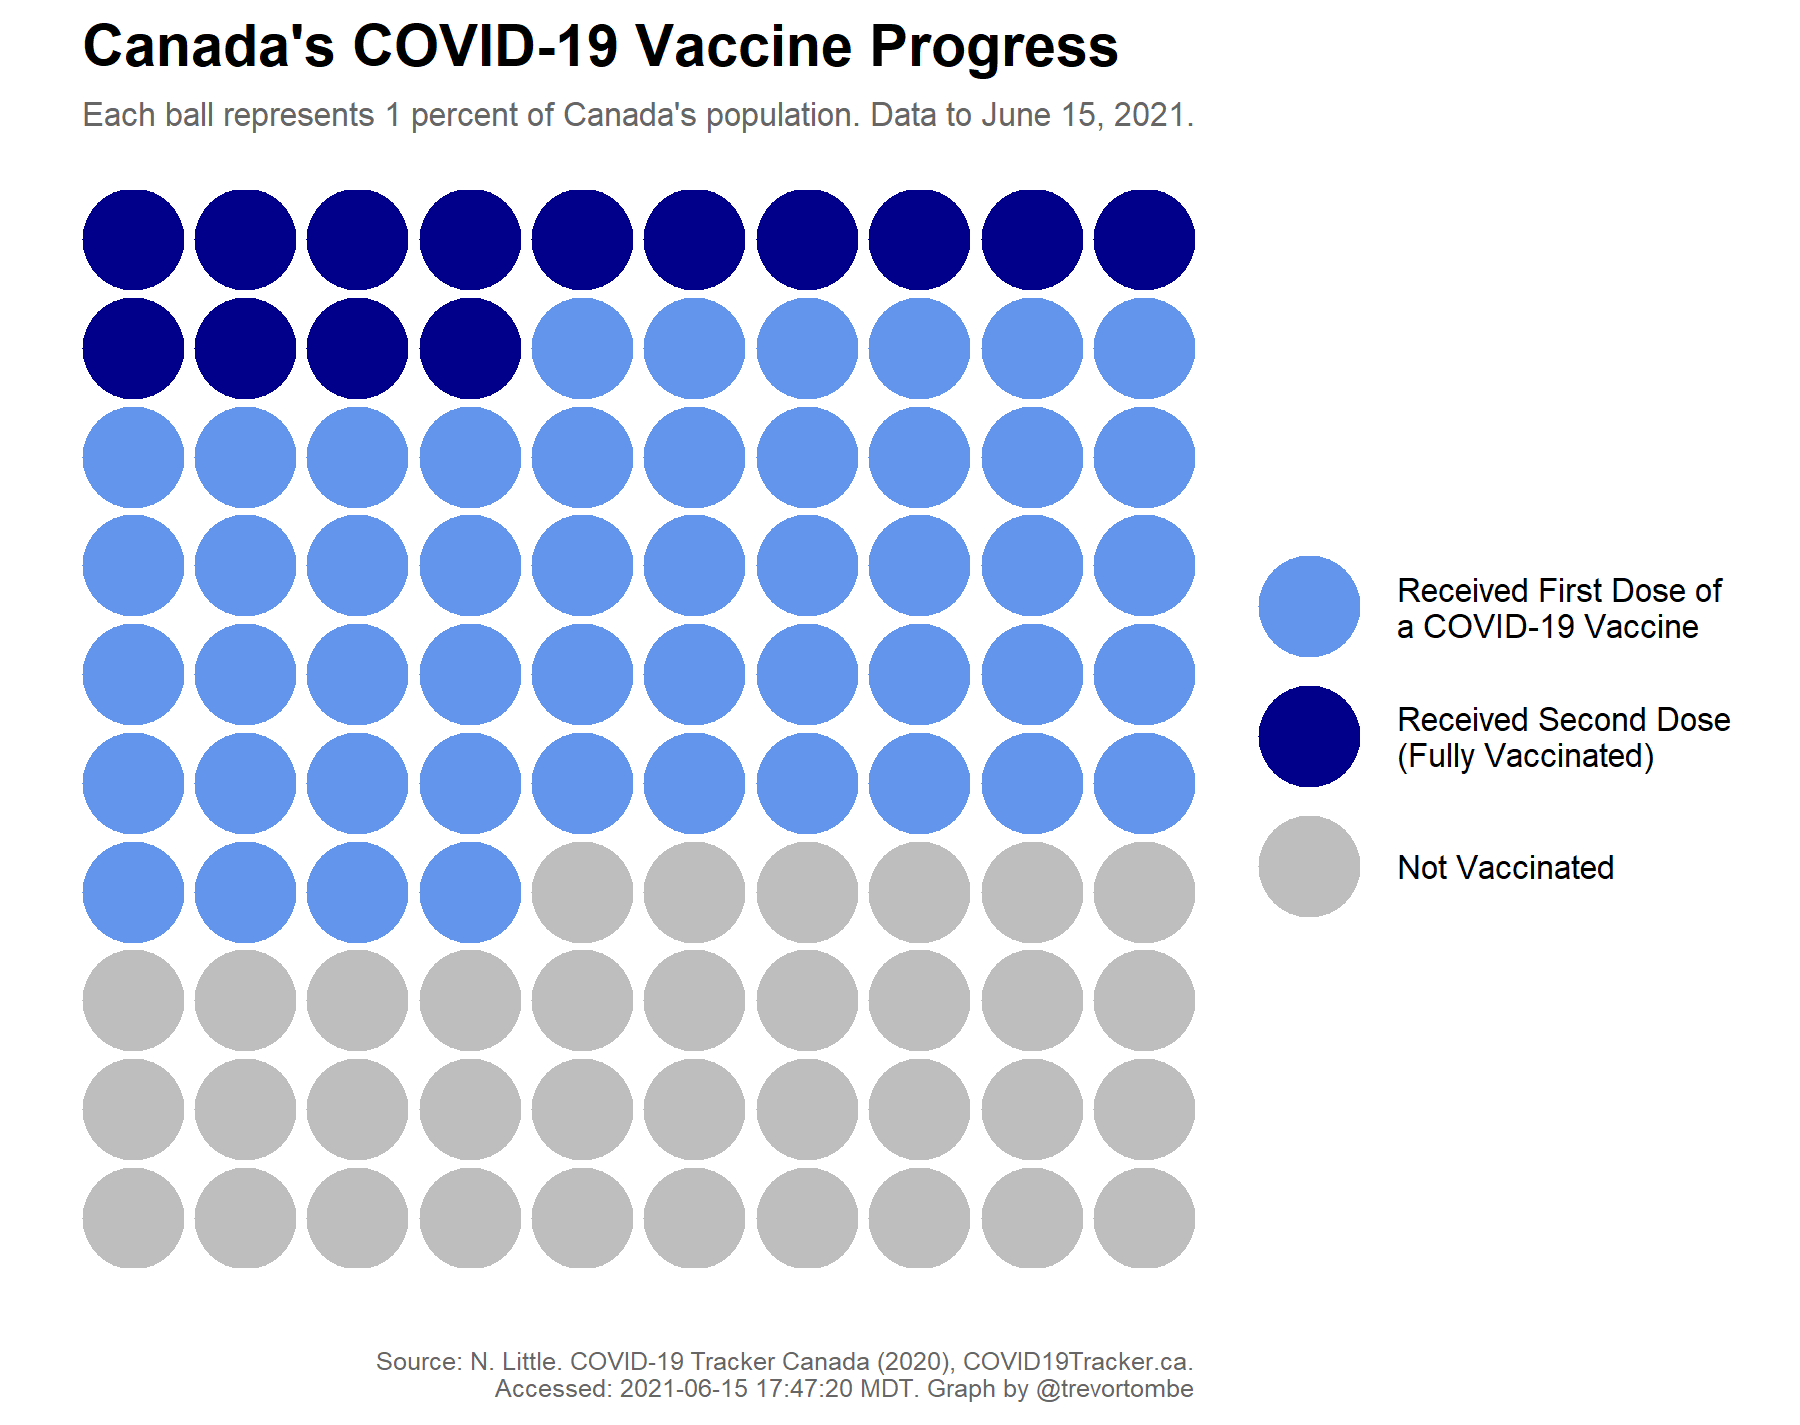 Canada's COVID-19 Vaccine Progress
Each ball represents 1 percent of Canada's population. Data to June 15, 2021.
Received First Dose of
a COVID-19 Vaccine
Received Second Dose
(Fully Vaccinated)
Not Vaccinated
Source: N. Little. COVID-19 Tracker Canada (2020), COVID19Tracker.ca.
Accessed: 2021-06-15 17:47:20 MDT. Graph by @trevortombe